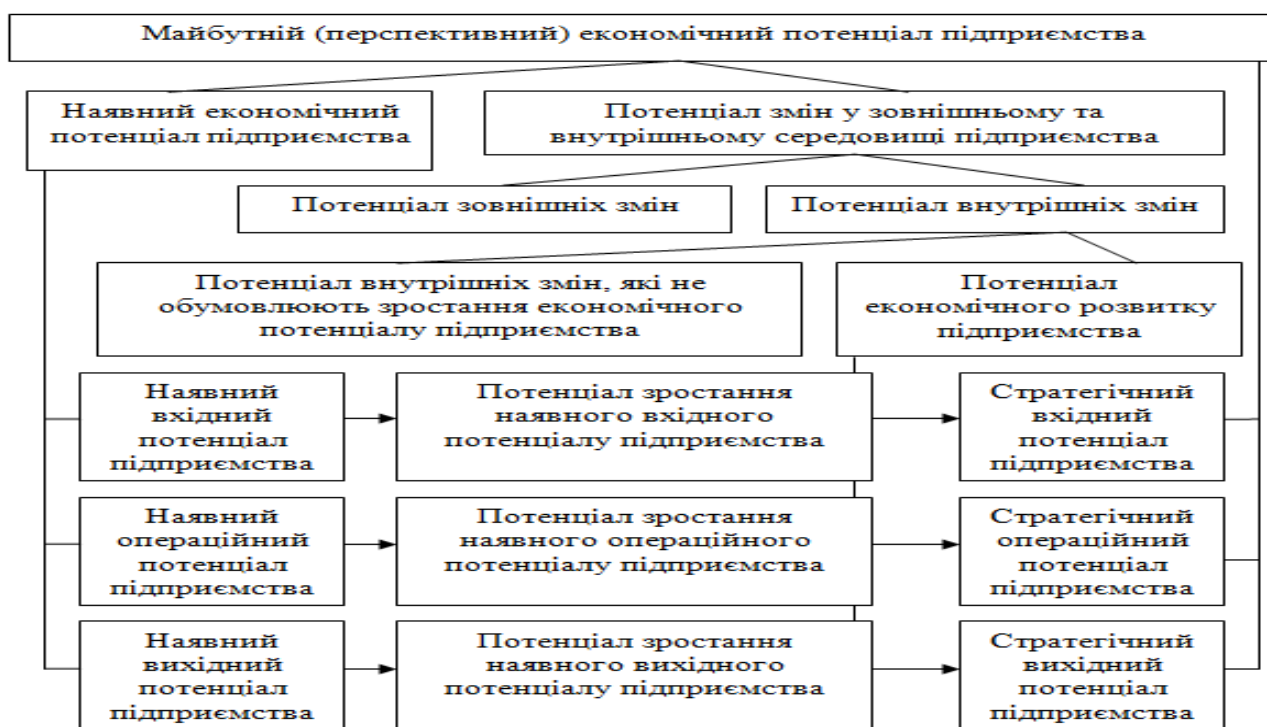 Майбутній (перспективний) економічний потенціал підприємства
Наявний економічний
потенціал підприємства
Потенціал змін у зовнішньому та
внутрішньому середовищі підприємства
Потенціал зовнішніх змін
Потенціал внутрішніх змін
Потенціал внутрішніх змін, які не
обумовлюють зростання економічного
потенціалу підприємства
Потенціал
економічного розвитку
підприємства
Наявний
вхідний
потенціал
підприємства
Потенціал зростання
наявного вхідного
потенціалу підприємства
Стратегічний
вхідний
потенціал
підприємства
Наявний
операційний
потенціал
підприємства
Потенціал зростання
наявного операційного
потенціалу підприємства
Стратегічний
операційний
потенціал
підприємства
Наявний
вихідний
потенціал
підприємства
Потенціал зростання
наявного вихідного
потенціалу підприємства
Стратегічний
вихідний
потенціал
підприємства